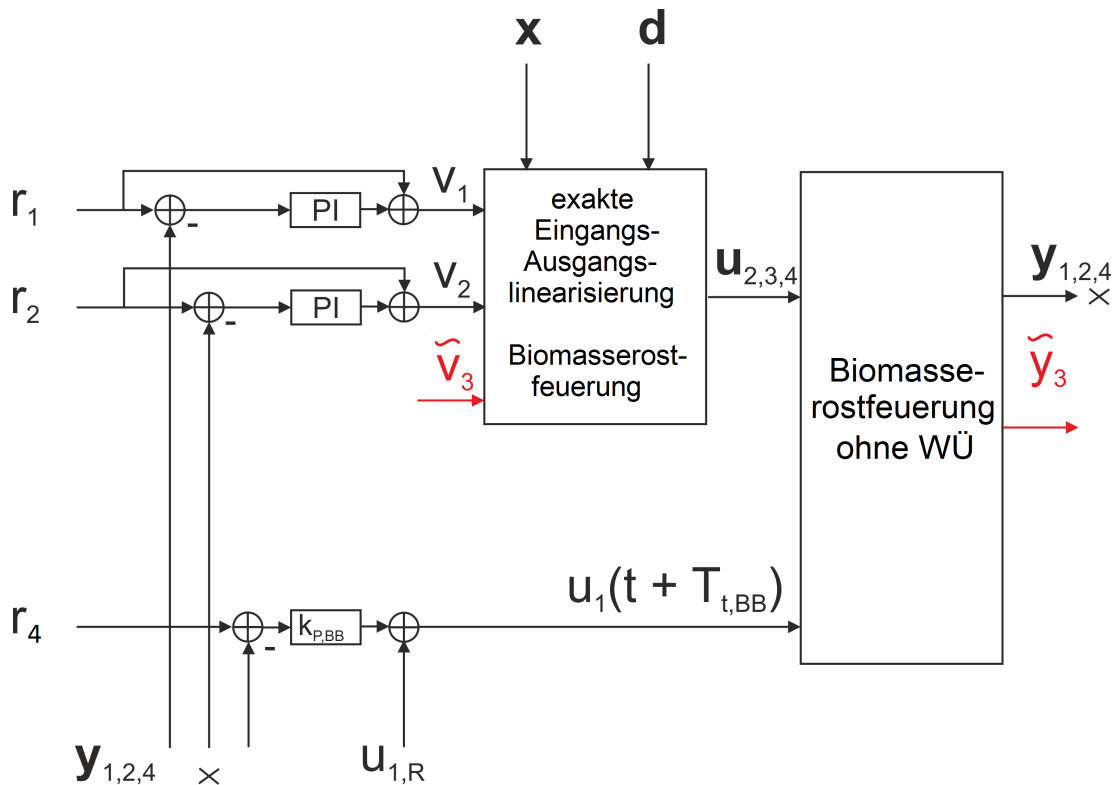 x
d
r1
-
PI
v1
exakte
Eingangs-
Ausgangs-
linearisierung
Biomasserost-
feuerung
r2
-
PI
v2
ṽ3
u2,3,4
Biomasse-
rostfeuerung
ohne WÜ
y1,2,4
ỹ3
r4
-
kP,BB
u1(t + Tt,BB)
y1,2,4
u1,R